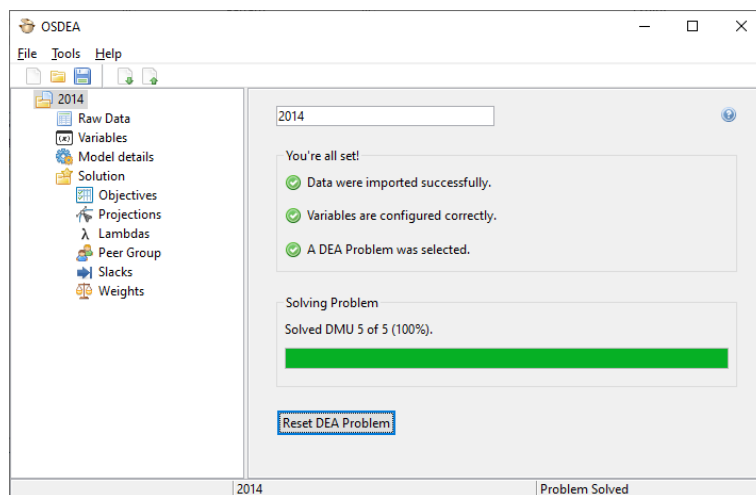 OSDEA
File Tools Help
2014
Raw Data
(x) Variables
Model details
Solution
Objectives
Projections
λ Lambdas
Peer Group
Slacks
Weights
2014
You're all set!
Data were imported successfully.
Variables are configured correctly.
A DEA Problem was selected.
Solving Problem
Solved DMU 5 of 5 (100%).
Reset DEA Problem
2014 Problem Solved